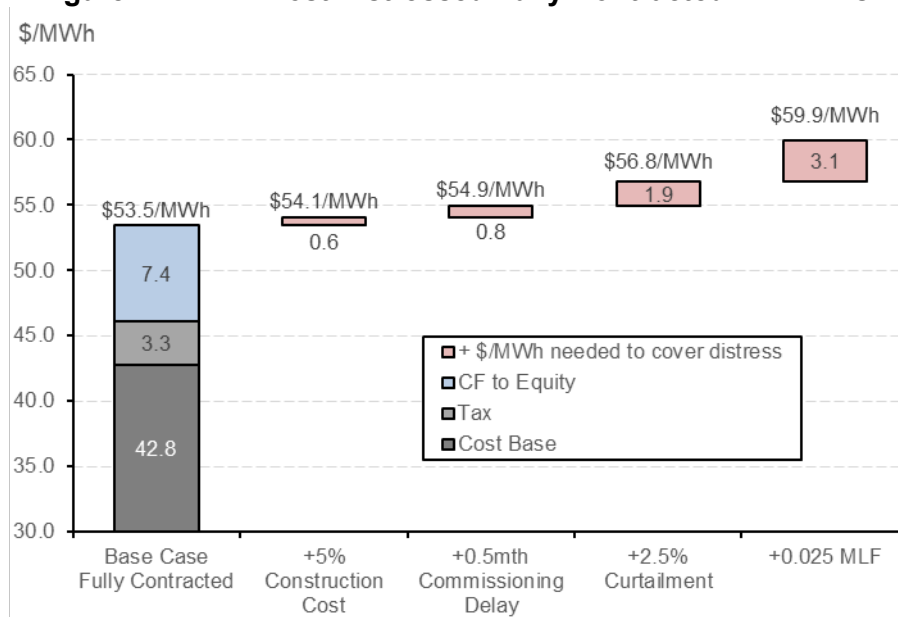 $/MWh
65.0
60.0
55.0
50.0
45.0
40.0
35.0
30.0
$53.5/MWh
7.4
3.3
42.8
$54.1/MWh
0.6
$54.9/MWh
0.8
$56.8/MWh
1.9
$59.9/MWh
3.1
+ $/MWh needed to cover distress
CF to Equity
Tax
Cost Base
Base Case
Fully Contracted
+5%
Construction
Cost
+0.5mth
Commissioning
Delay
+2.5%
Curtailment
+0.025 MLF